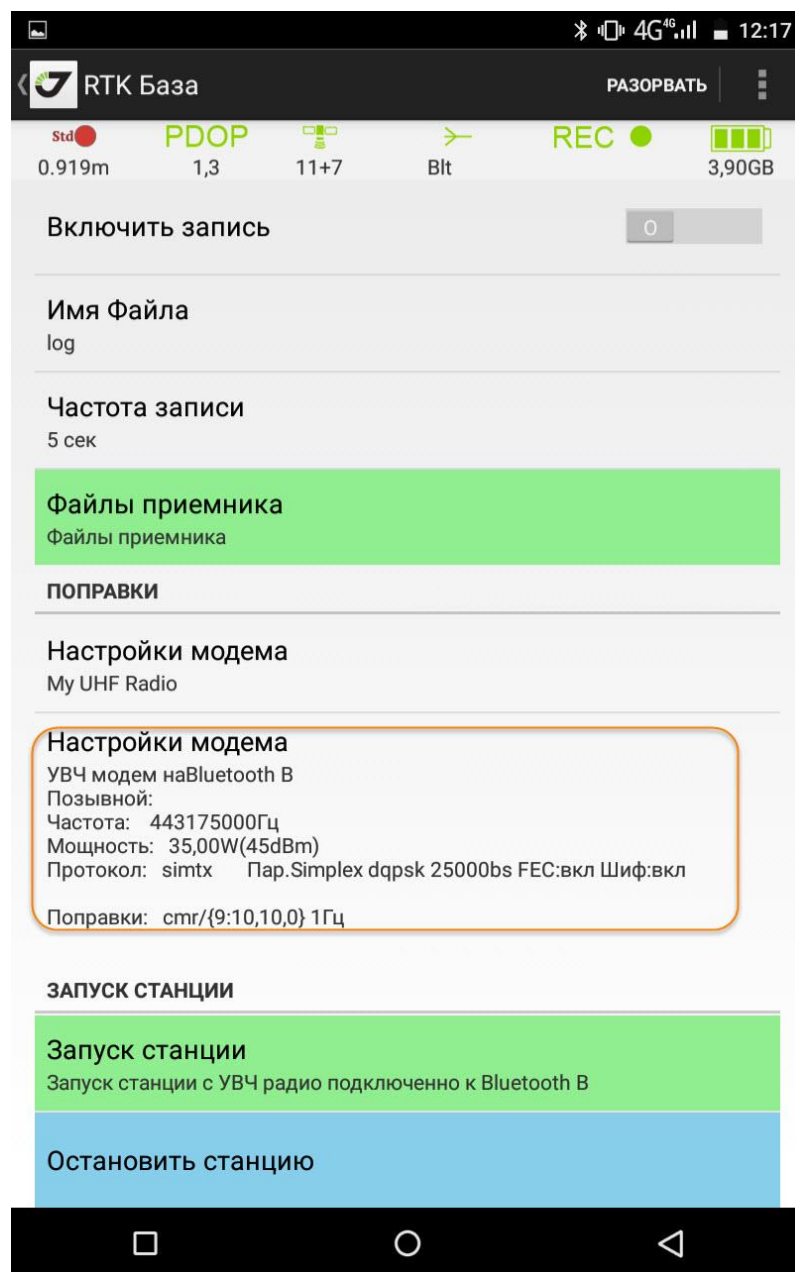 4G 4G 12:17
RTK База РАЗОРВАТЬ
Std PDOP REC
0.919m 1,3 11+7 Blt 3,90GB
Включить запись O
Имя Файла
log
Частота записи
5 сек
Файлы приемника
Файлы приемника
ПОПРАВКИ
Настройки модема
My UHF Radio
Настройки модема
УВЧ модем наBluetooth B
Позывной:
Частота: 443175000Гц
Мощность: 35,00W(45dBm)
Протокол: simtx Пар.Simplex dqpsk 25000bs FEC:вкл Шиф:вкл
Поправки: cmr/{9:10,10,0} 1Гц
ЗАПУСК СТАНЦИИ
Запуск станции
Запуск станции с УВЧ радио подключенно к Bluetooth B
Остановить станцию